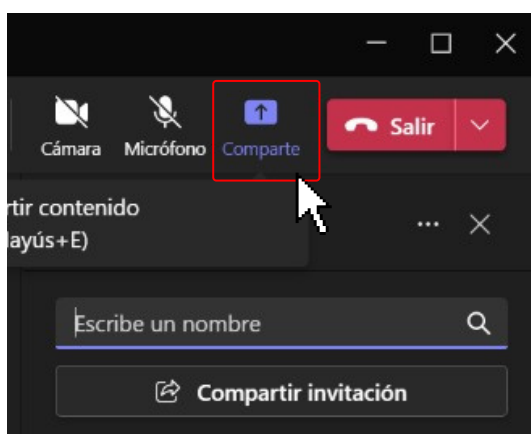 Cámara Micrófono Comparte Salir
rtir contenido
ayús+E)
Escribe un nombre
Compartir invitación